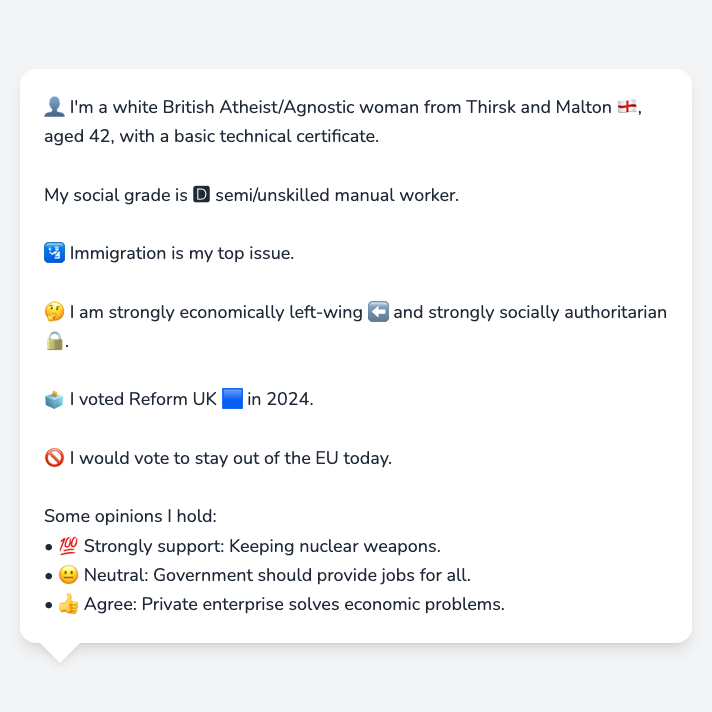 👤 I'm a white British Atheist/Agnostic woman from Thirsk and Malton 🏴󠁧󠁢󠁥󠁮󠁧󠁿,
aged 42, with a basic technical certificate.
My social grade is 🅳 semi/unskilled manual worker.
🛂 Immigration is my top issue.
🤔 I am strongly economically left-wing ⬅️ and strongly socially authoritarian
🔒.
🗳️ I voted Reform UK 🟦 in 2024.
🚫 I would vote to stay out of the EU today.
Some opinions I hold:
• 💯 Strongly support: Keeping nuclear weapons.
• 😐 Neutral: Government should provide jobs for all.
• 👍 Agree: Private enterprise solves economic problems.